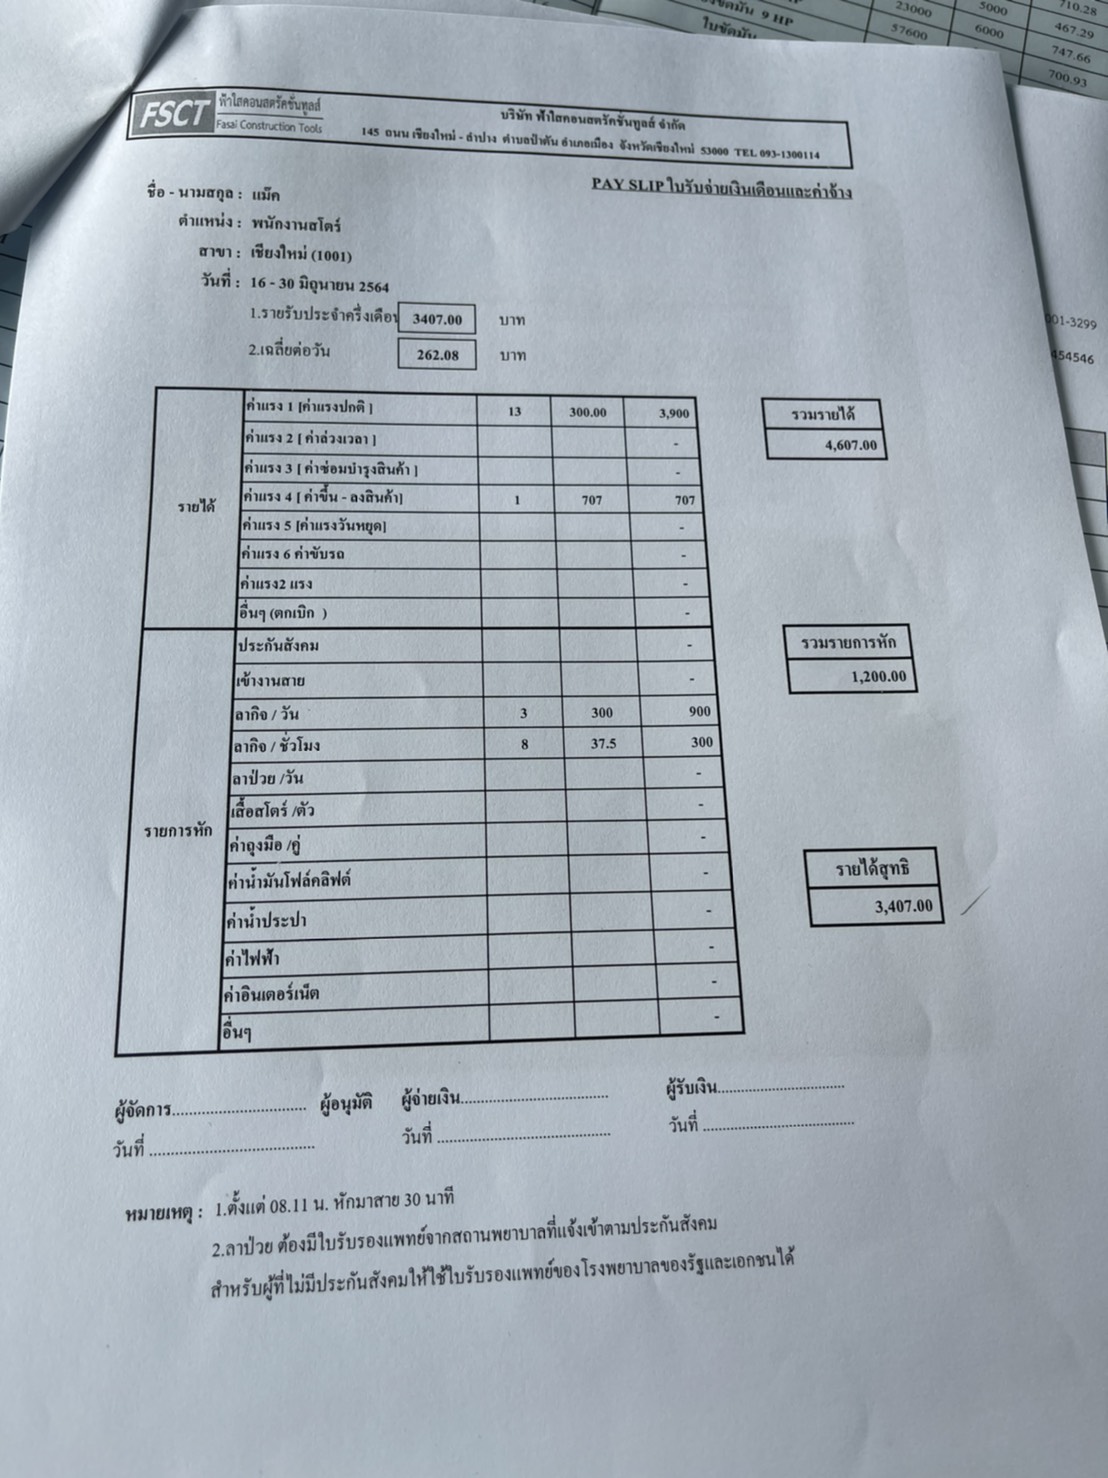 องขัดมัน 9 HP 23000 5000 710.28
ใบขัดมัน 57600 6000 467.29
747.66
700.93
FSCT ฟ้าใสคอนสตรัคชั่นทูลส์
Fasai Construction Tools
บริษัท ฟ้าใสคอนสตรัคชั่นทูลส์ จำกัด
145 ถนน เชียงใหม่ - ลำปาง ตำบลป่าตัน อำเภอเมือง จังหวัดเชียงใหม่ 53000 TEL 093-1300114
PAY SLIP ใบรับจ่ายเงินเดือนและค่าจ้าง
ชื่อ - นามสกุล : แม๊ค
ตำแหน่ง : พนักงานสโตร์
สาขา : เชียงใหม่ (1001)
วันที่ : 16 - 30 มิถุนายน 2564
1.รายรับประจำครึ่งเดือน 3407.00 บาท
2.เฉลี่ยต่อวัน 262.08 บาท
001-3299
454546
รายได้
ค่าแรง 1 [ค่าแรงปกติ ] 13 300.00 3,900
ค่าแรง 2 [ ค่าล่วงเวลา ] -
ค่าแรง 3 [ ค่าซ่อมบำรุงสินค้า ] -
ค่าแรง 4 [ ค่าขึ้น - ลงสินค้า] 1 707 707
ค่าแรง 5 [ค่าแรงวันหยุด] -
ค่าแรง 6 ค่าขับรถ -
ค่าแรง2 แรง -
อื่นๆ (ตกเบิก ) -
รวมรายได้
4,607.00
รายการหัก
ประกันสังคม -
เข้างานสาย -
ลากิจ / วัน 3 300 900
ลากิจ / ชั่วโมง 8 37.5 300
ลาป่วย /วัน -
เสื้อสโตร์ /ตัว -
ค่าถุงมือ /คู่ -
ค่าน้ำมันโฟล์คลิฟต์ -
ค่าน้ำประปา -
ค่าไฟฟ้า -
ค่าอินเตอร์เน็ต -
อื่นๆ -
รวมรายการหัก
1,200.00
รายได้สุทธิ
3,407.00
ผู้จัดการ................................ ผู้อนุมัติ ผู้จ่ายเงิน................................... ผู้รับเงิน..............................
วันที่ ....................................... วันที่ ......................................... วันที่ ....................................
หมายเหตุ : 1.ตั้งแต่ 08.11 น. หักมาสาย 30 นาที
2.ลาป่วย ต้องมีใบรับรองแพทย์จากสถานพยาบาลที่แจ้งเข้าตามประกันสังคม
สำหรับผู้ที่ไม่มีประกันสังคมให้ใช้ใบรับรองแพทย์ของโรงพยาบาลของรัฐและเอกชนได้